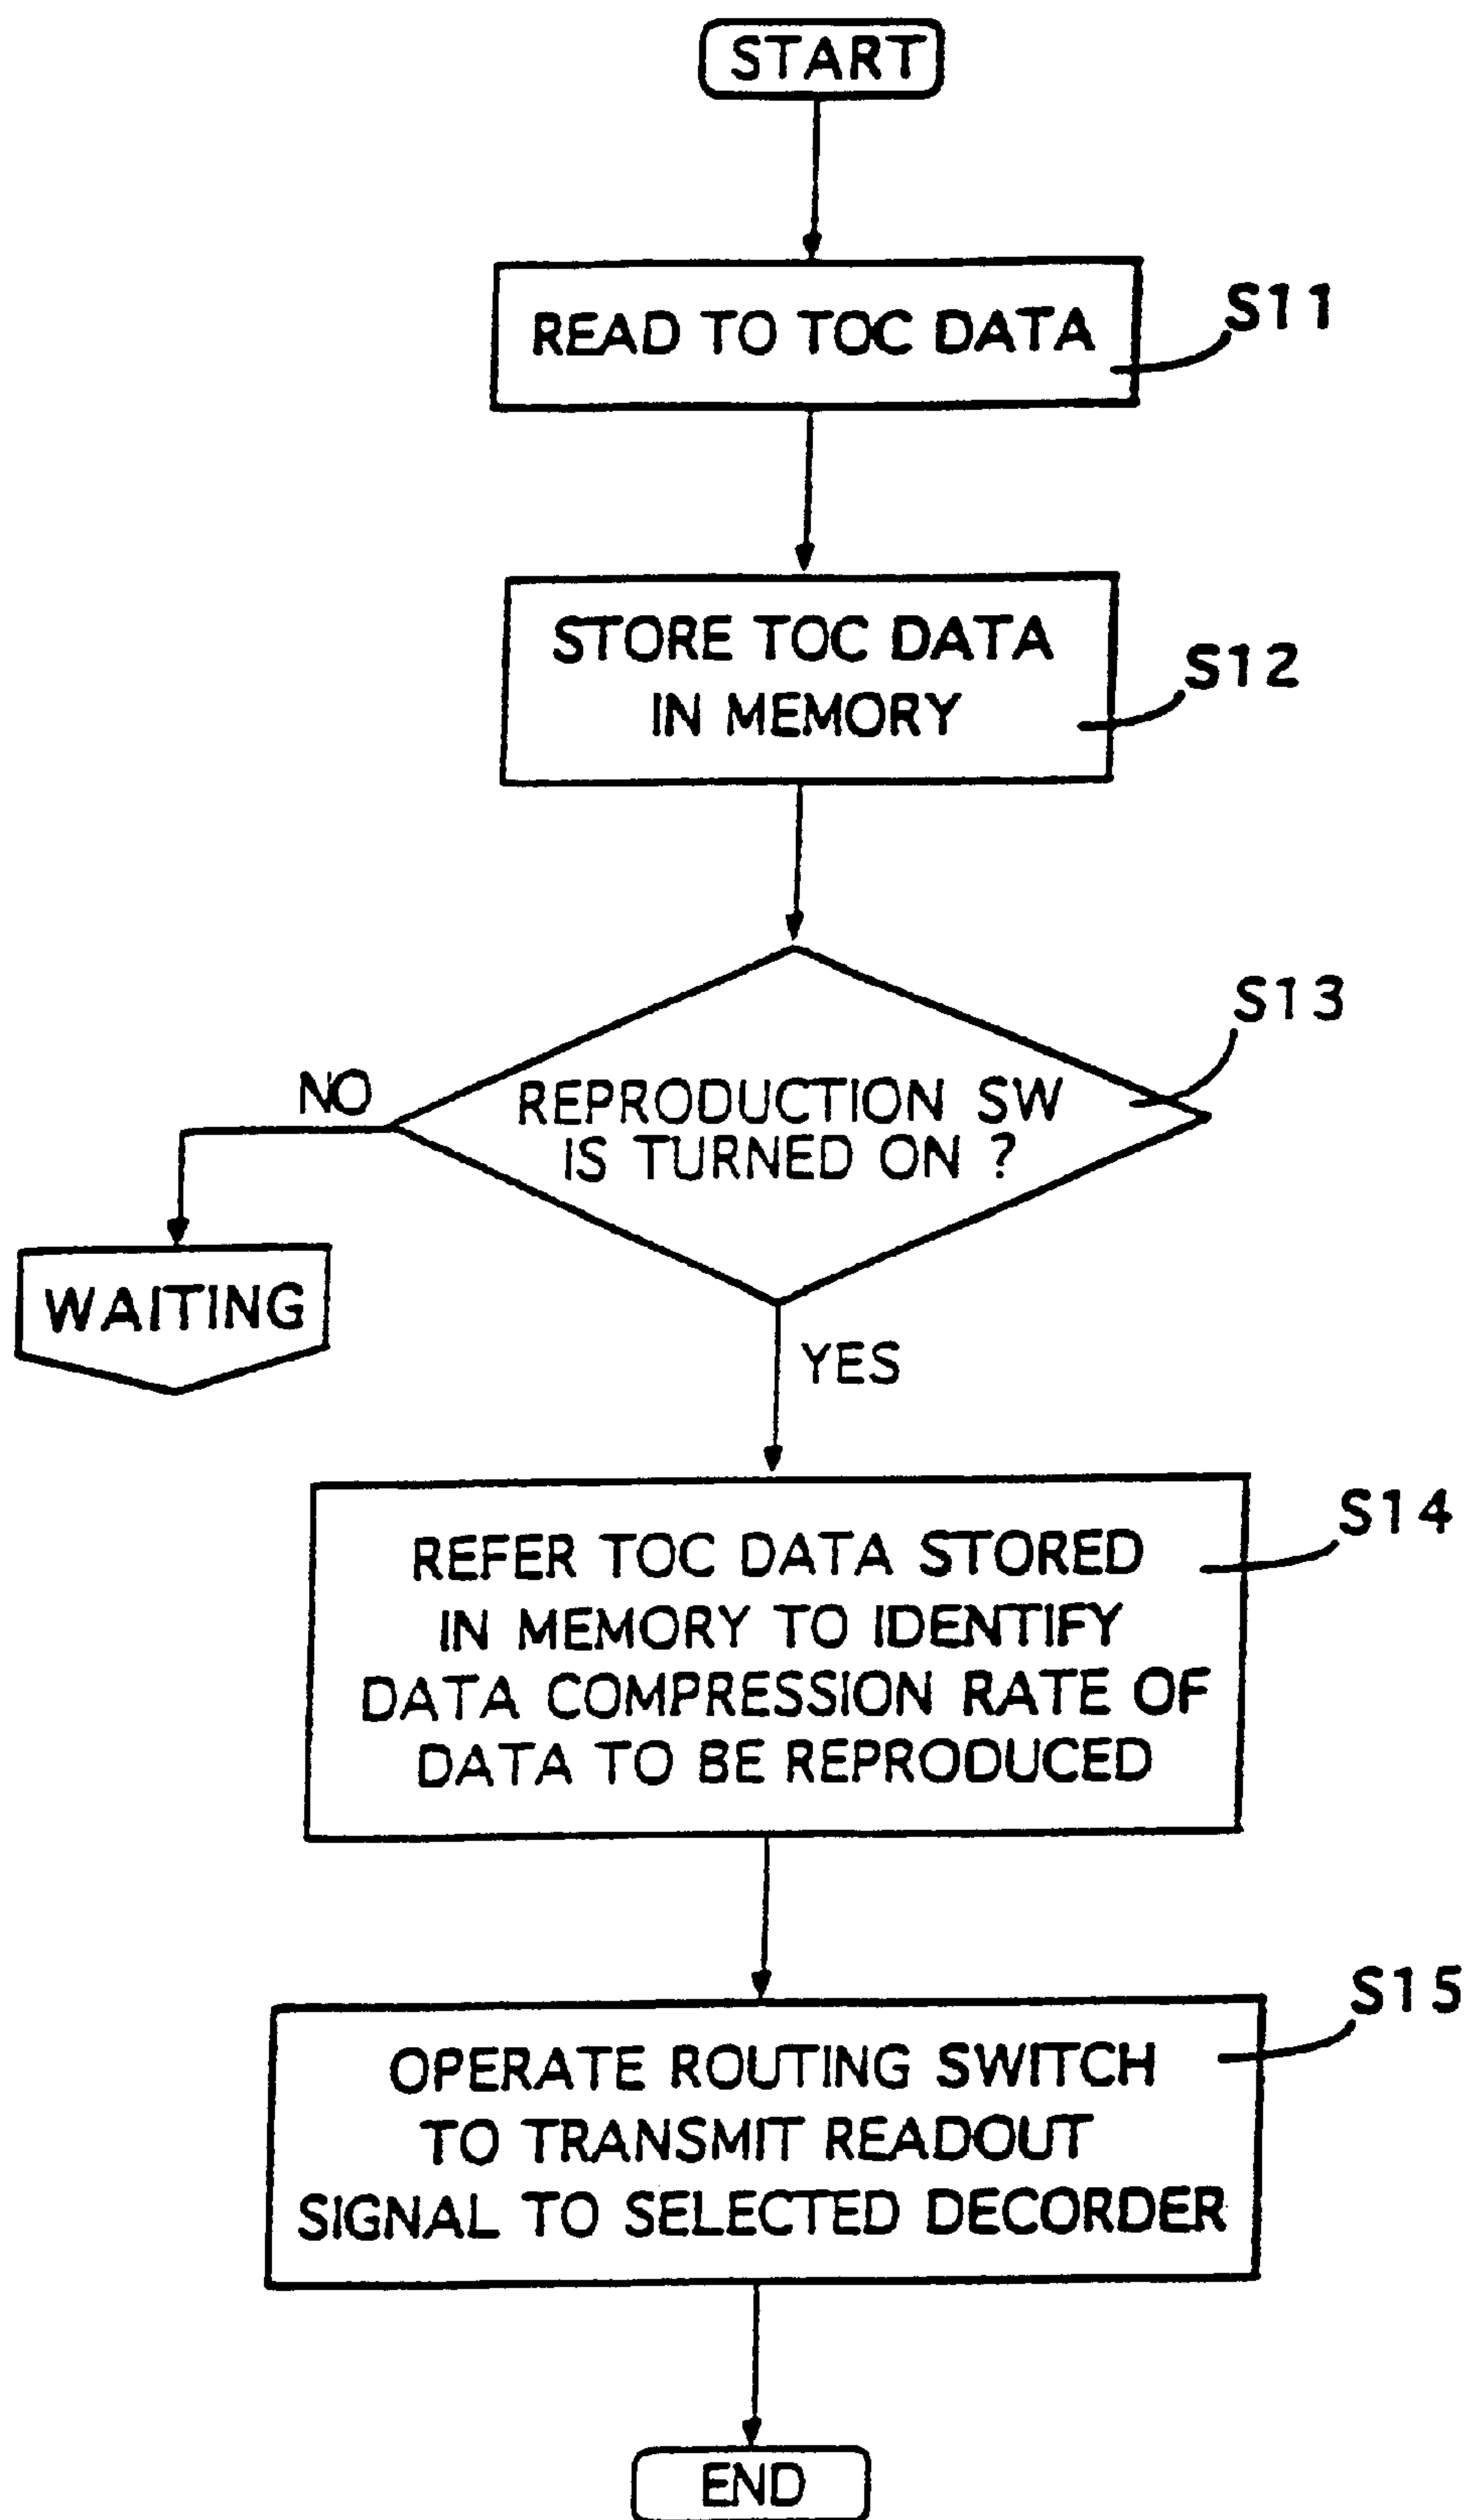 START
READ TO TOC DATA
S11
STORE TOC DATA
IN MEMORY
S12
S13
REPRODUCTION SW
IS TURNED ON ?
NO
WAITING
YES
S14
REFER TOC DATA STORED
IN MEMORY TO IDENTIFY
DATA COMPRESSION RATE OF
DATA TO BE REPRODUCED
S15
OPERATE ROUTING SWITCH
TO TRANSMIT READOUT
SIGNAL TO SELECTED DECORDER
END